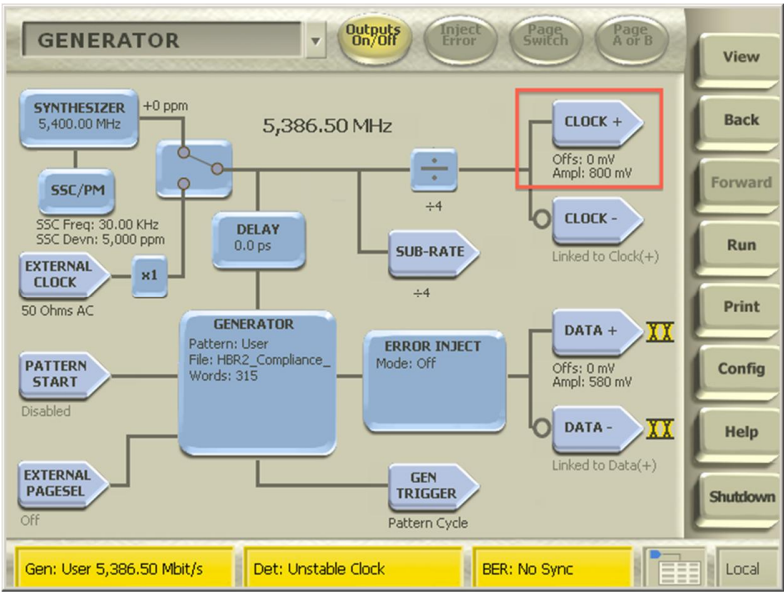 GENERATOR
Outputs
On/Off
Inject
Error
Page
Switch
Page
A or B
View
Back
Forward
Run
Print
Config
Help
Shutdown
SYNTHESIZER
5,400.00 MHz
+0 ppm
5,386.50 MHz
CLOCK +
Offs: 0 mV
Ampl: 800 mV
÷
÷4
SSC/PM
SSC Freq: 30.00 KHz
SSC Devn: 5,000 ppm
DELAY
0.0 ps
CLOCK -
Linked to Clock(+)
SUB-RATE
÷4
EXTERNAL
CLOCK
x1
50 Ohms AC
GENERATOR
Pattern: User
File: HBR2_Compliance_
Words: 315
ERROR INJECT
Mode: Off
DATA +
Offs: 0 mV
Ampl: 580 mV
PATTERN
START
Disabled
DATA -
Linked to Data(+)
EXTERNAL
PAGESEL
Off
GEN
TRIGGER
Pattern Cycle
Gen: User 5,386.50 Mbit/s
Det: Unstable Clock
BER: No Sync
Local